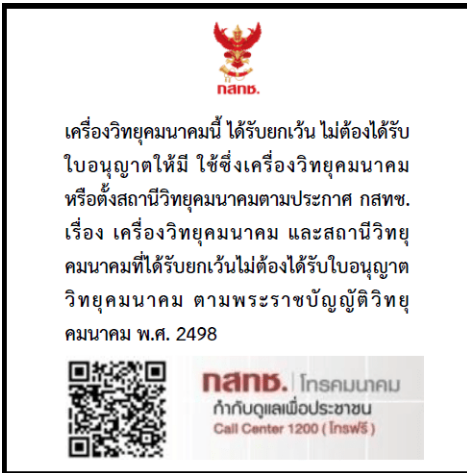 กสทช.
เครื่องวิทยุคมนาคมนี้ ได้รับยกเว้น ไม่ต้องได้รับ
ใบอนุญาตให้มี ใช้ซึ่งเครื่องวิทยุคมนาคม
หรือตั้งสถานีวิทยุคมนาคมตามประกาศ กสทช.
เรื่อง เครื่องวิทยุคมนาคม และสถานีวิทยุ
คมนาคมที่ได้รับยกเว้นไม่ต้องได้รับใบอนุญาต
วิทยุคมนาคม ตามพระราชบัญญัติวิทยุ
คมนาคม พ.ศ. 2498
กสทช. โทรคมนาคม
กำกับดูแลเพื่อประชาชน
Call Center 1200 ( โทรฟรี )